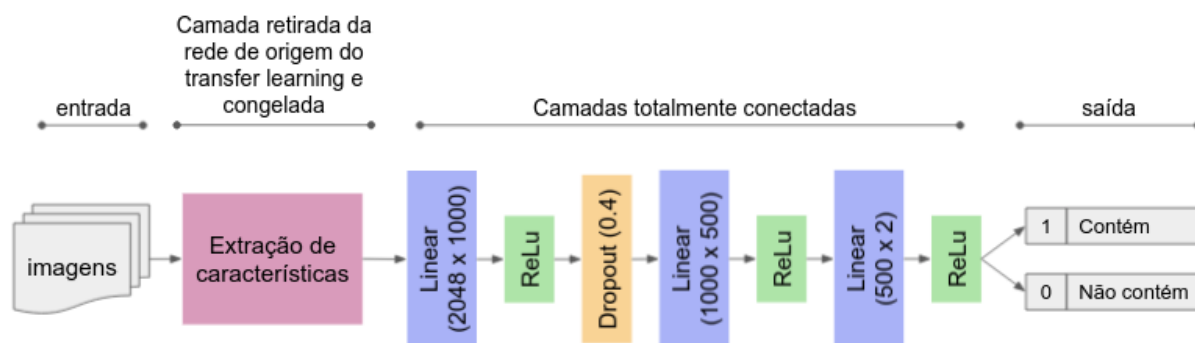 Camada retirada da
rede de origem do
transfer learning e
congelada
entrada
Camadas totalmente conectadas
saída
imagens
Extração de
características
Linear
(2048 x 1000)
ReLu
Dropout (0.4)
Linear
(1000 x 500)
ReLu
Linear
(500 x 2)
ReLu
1 Contém
0 Não contém